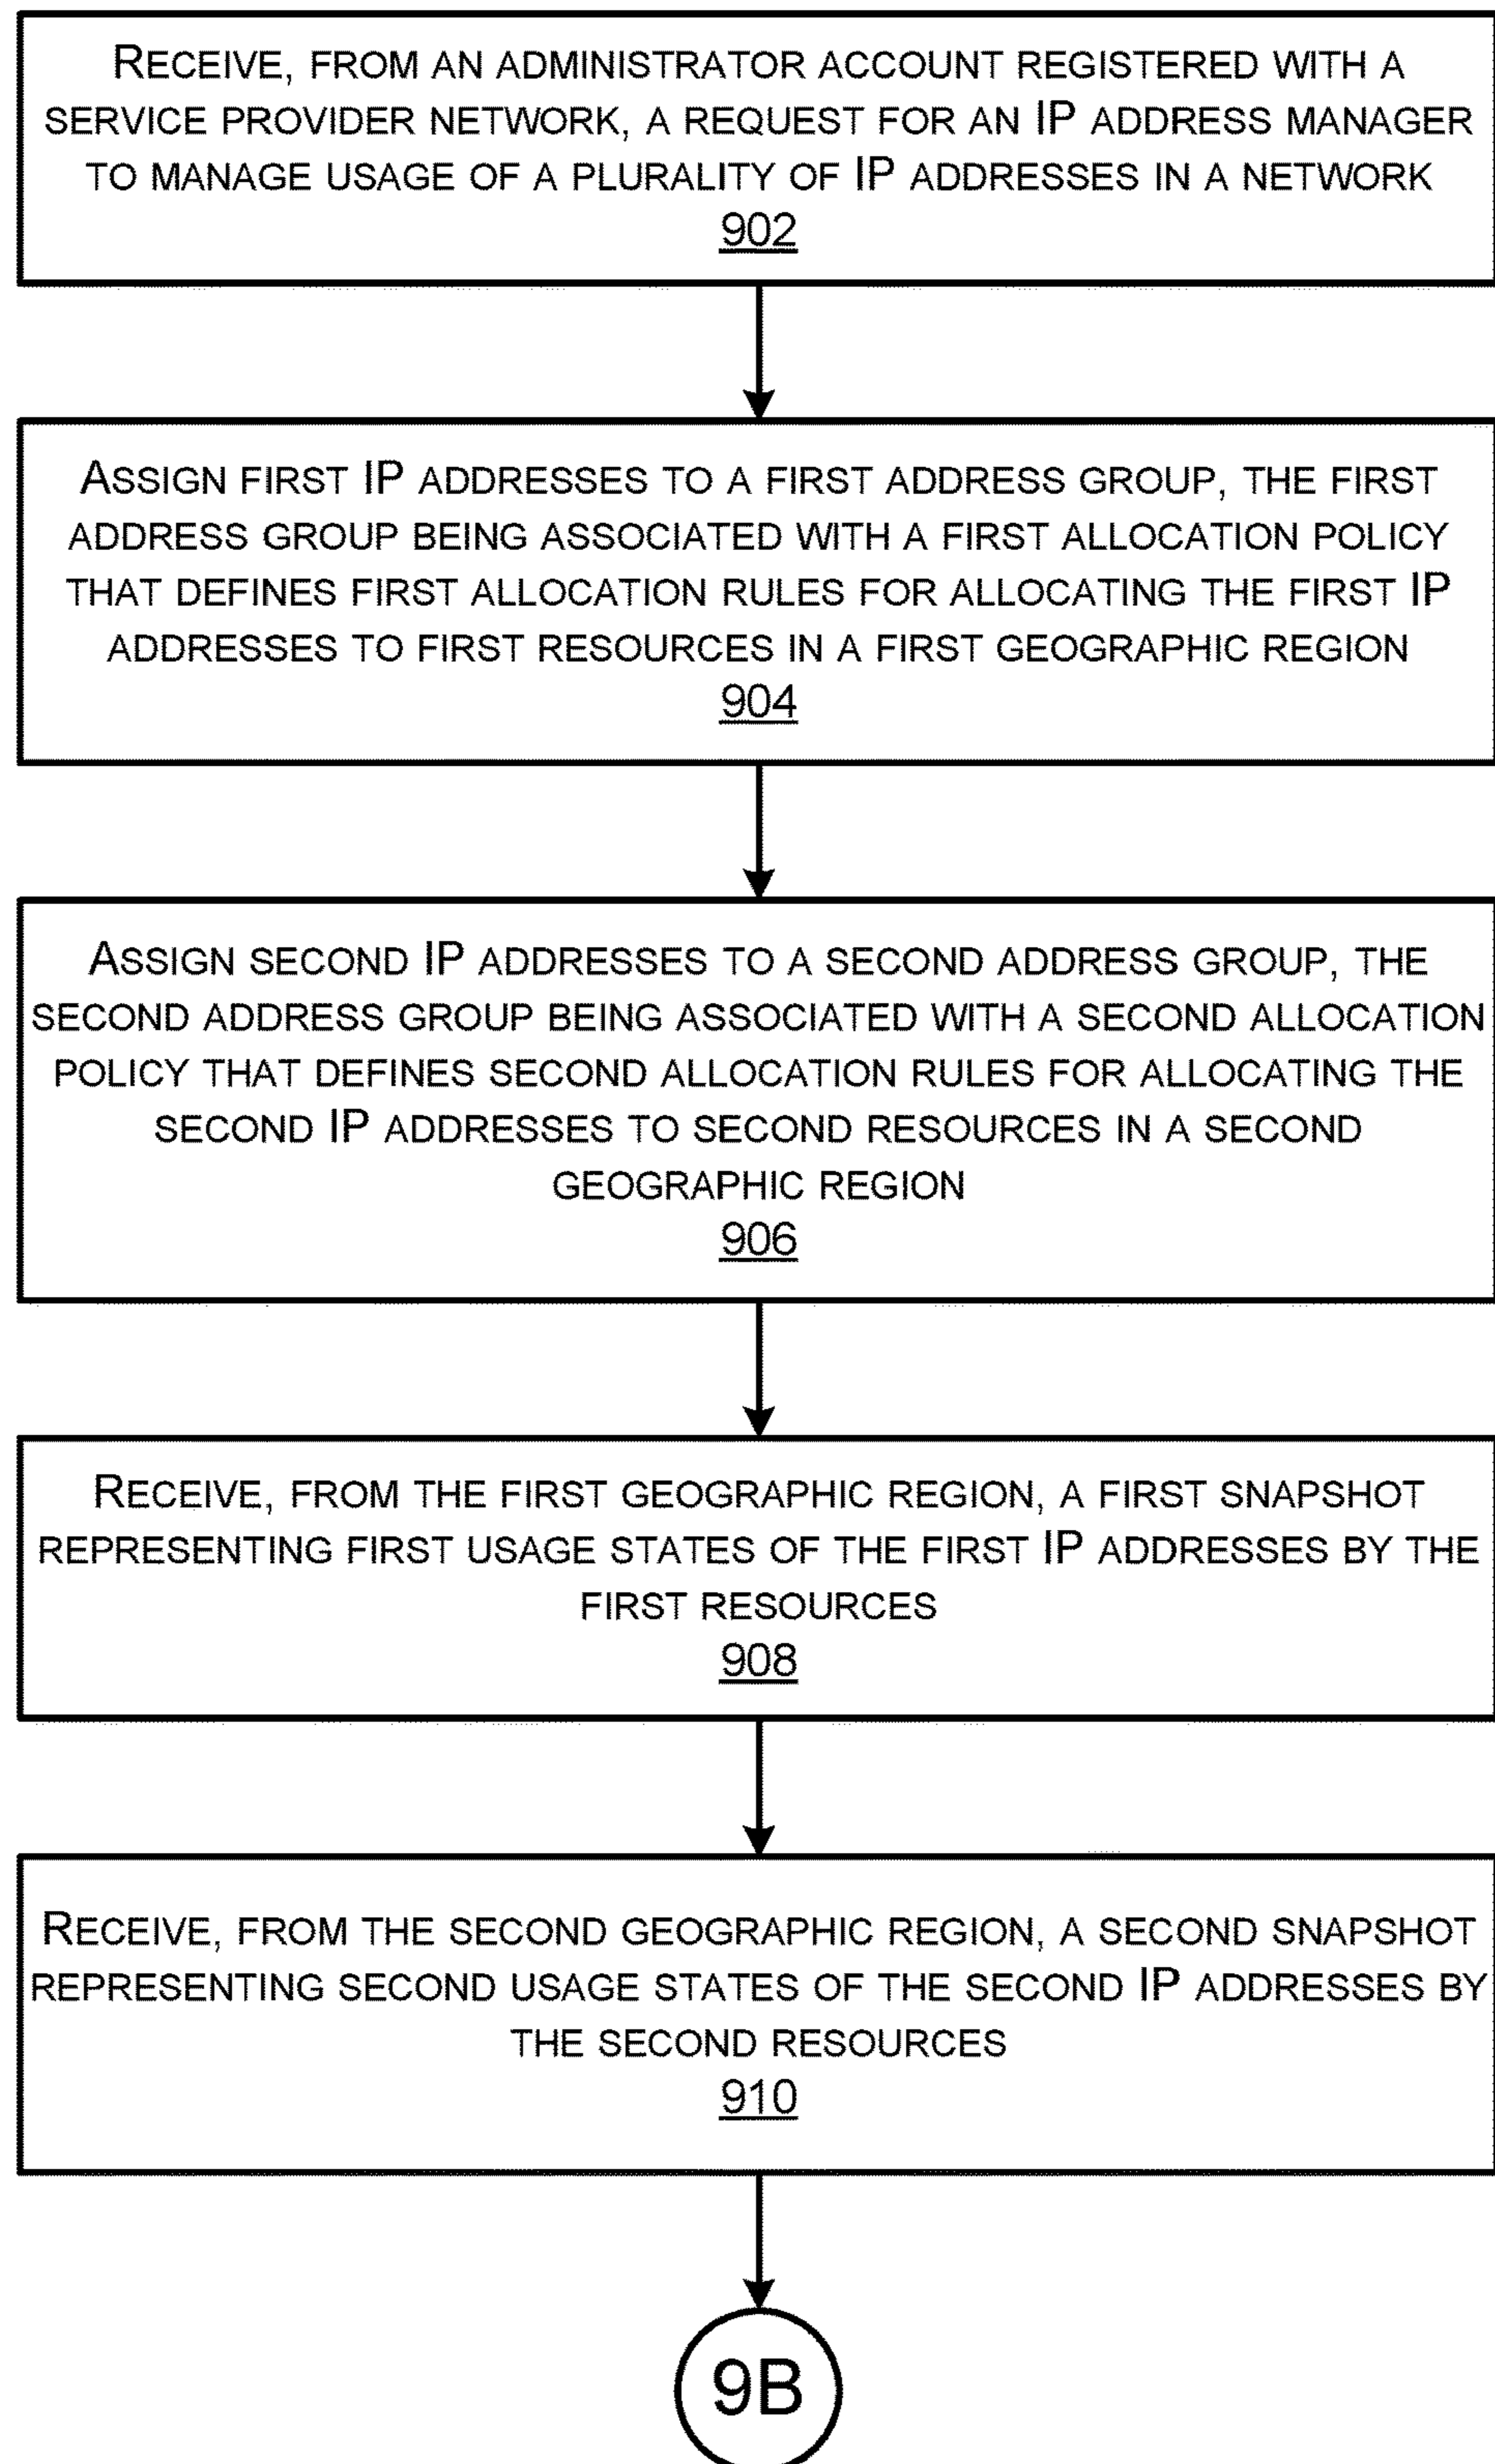 RECEIVE, FROM AN ADMINISTRATOR ACCOUNT REGISTERED WITH A
SERVICE PROVIDER NETWORK, A REQUEST FOR AN IP ADDRESS MANAGER
TO MANAGE USAGE OF A PLURALITY OF IP ADDRESSES IN A NETWORK
902
ASSIGN FIRST IP ADDRESSES TO A FIRST ADDRESS GROUP, THE FIRST
ADDRESS GROUP BEING ASSOCIATED WITH A FIRST ALLOCATION POLICY
THAT DEFINES FIRST ALLOCATION RULES FOR ALLOCATING THE FIRST IP
ADDRESSES TO FIRST RESOURCES IN A FIRST GEOGRAPHIC REGION
904
ASSIGN SECOND IP ADDRESSES TO A SECOND ADDRESS GROUP, THE
SECOND ADDRESS GROUP BEING ASSOCIATED WITH A SECOND ALLOCATION
POLICY THAT DEFINES SECOND ALLOCATION RULES FOR ALLOCATING THE
SECOND IP ADDRESSES TO SECOND RESOURCES IN A SECOND
GEOGRAPHIC REGION
906
RECEIVE, FROM THE FIRST GEOGRAPHIC REGION, A FIRST SNAPSHOT
REPRESENTING FIRST USAGE STATES OF THE FIRST IP ADDRESSES BY THE
FIRST RESOURCES
908
RECEIVE, FROM THE SECOND GEOGRAPHIC REGION, A SECOND SNAPSHOT
REPRESENTING SECOND USAGE STATES OF THE SECOND IP ADDRESSES BY
THE SECOND RESOURCES
910
9B